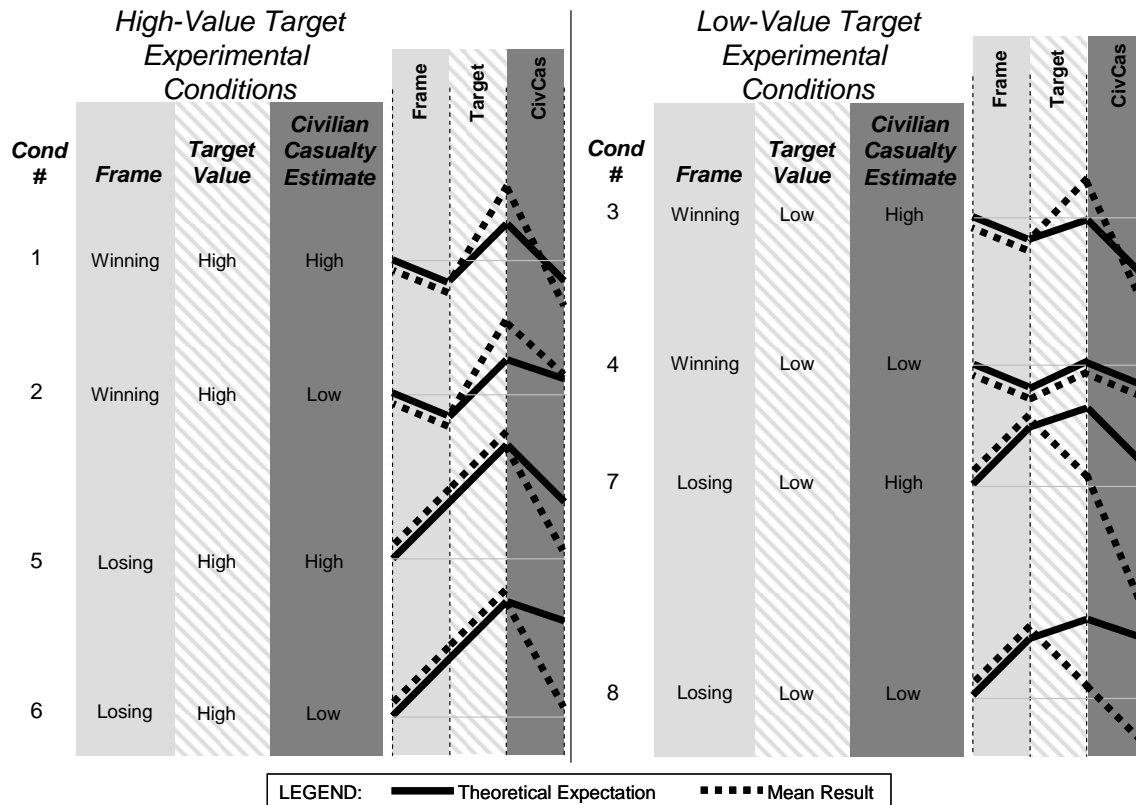 High-Value Target
Experimental
Conditions
Frame
Target
CivCas
Cond
#
Frame
Target
Value
Civilian
Casualty
Estimate
1 Winning High High
2 Winning High Low
5 Losing High High
6 Losing High Low
Low-Value Target
Experimental
Conditions
Frame
Target
CivCas
Cond
#
Frame
Target
Value
Civilian
Casualty
Estimate
3 Winning Low High
4 Winning Low Low
7 Losing Low High
8 Losing Low Low
LEGEND: Theoretical Expectation Mean Result